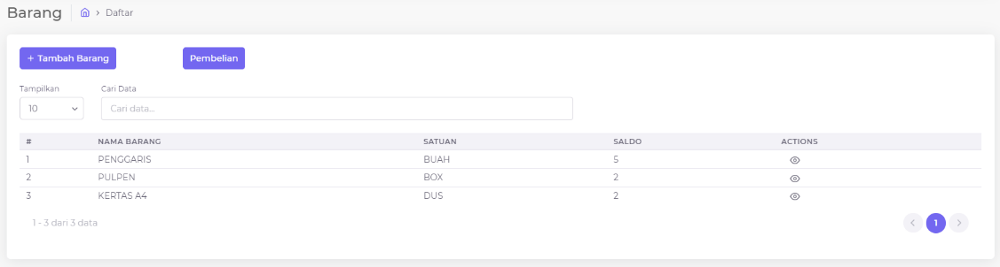 Barang > Daftar
+ Tambah Barang Pembelian
Tampilkan Cari Data
10 Cari data...
# NAMA BARANG SATUAN SALDO ACTIONS
1 PENGGARIS BUAH 5
2 PULPEN BOX 2
3 KERTAS A4 DUS 2
1 - 3 dari 3 data < 1 >